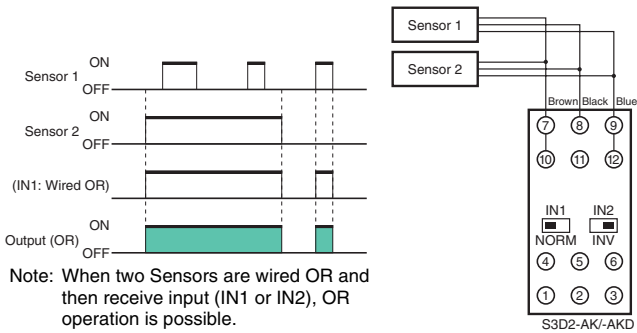 Sensor 1
ON
OFF
Sensor 2
ON
OFF
(IN1: Wired OR)
Output (OR)
ON
OFF
Note: When two Sensors are wired OR and
then receive input (IN1 or IN2), OR
operation is possible.
Sensor 1
Sensor 2
Brown Black Blue
7 8 9
10 11 12
IN1 IN2
NORM INV
4 5 6
1 2 3
S3D2-AK/-AKD